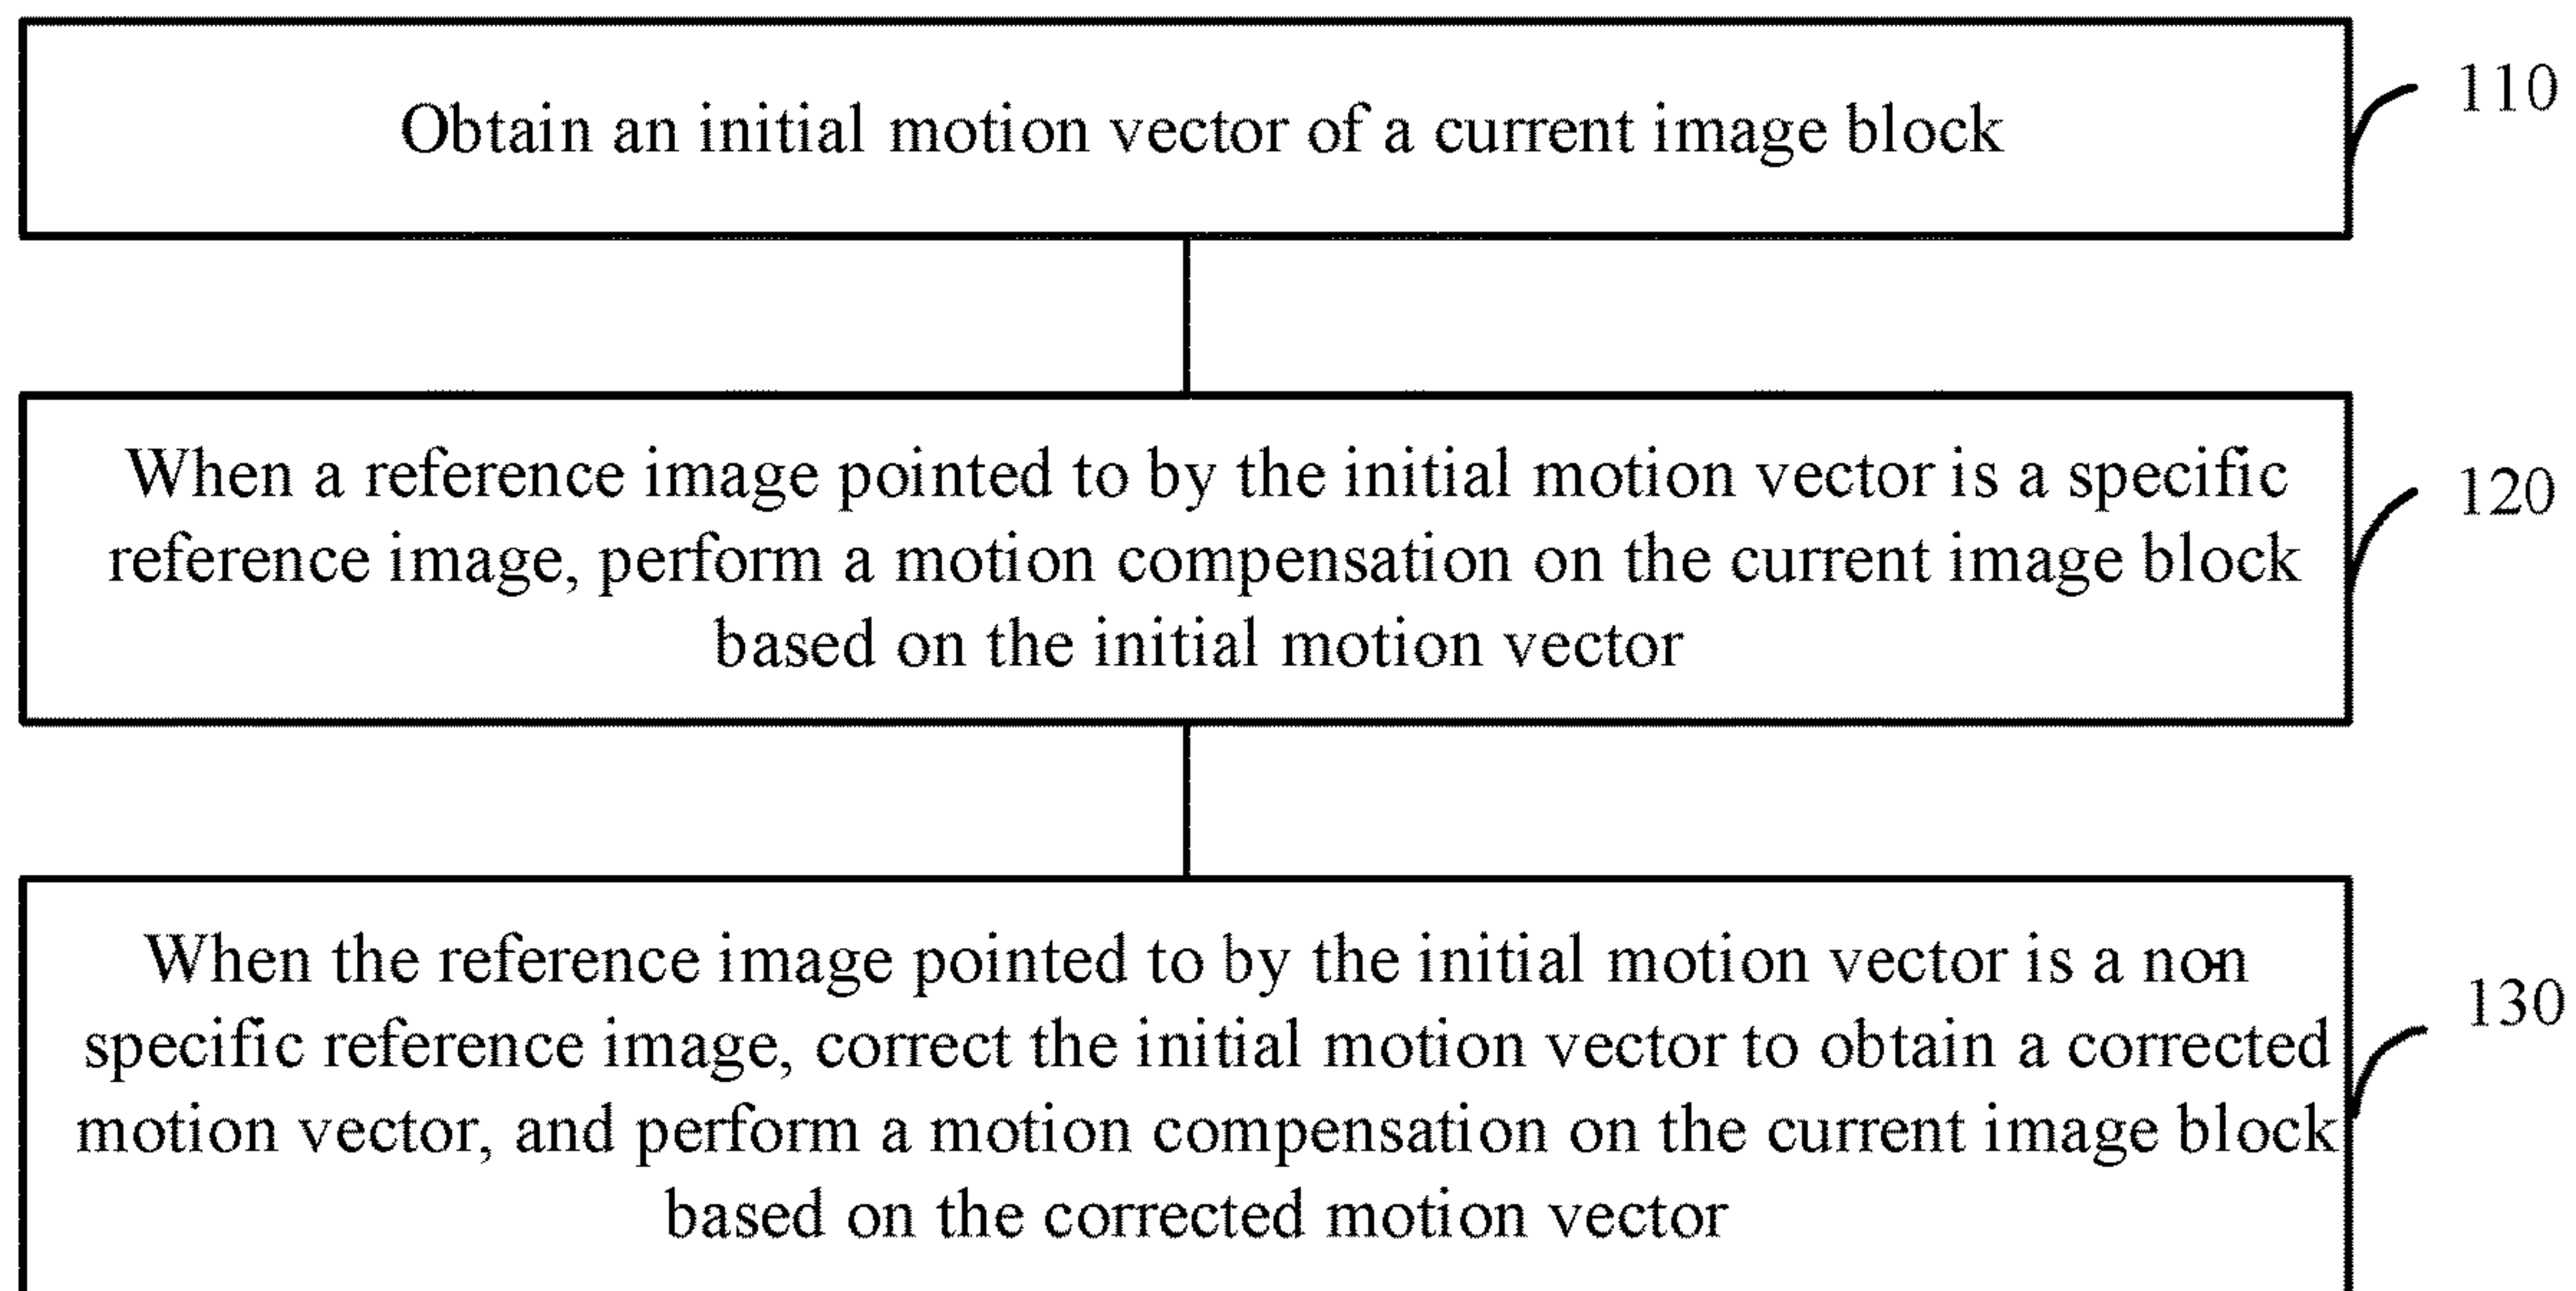 Obtain an initial motion vector of a current image block
110
When a reference image pointed to by the initial motion vector is a specific
reference image, perform a motion compensation on the current image block
based on the initial motion vector
120
When the reference image pointed to by the initial motion vector is a non-
specific reference image, correct the initial motion vector to obtain a corrected
motion vector, and perform a motion compensation on the current image block
based on the corrected motion vector
130